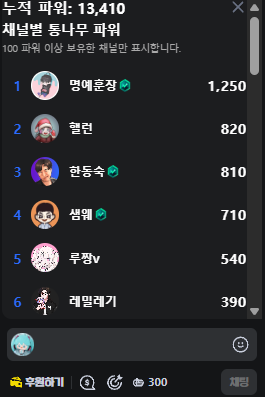 누적 파워: 13,410
채널별 통나무 파워
100 파워 이상 보유한 채널만 표시합니다.
1 명예훈장 1,250
2 핼런 820
3 한동숙 810
4 샘웨 710
5 루짱v 540
6 레밀레기 390
후원하기 300 채팅